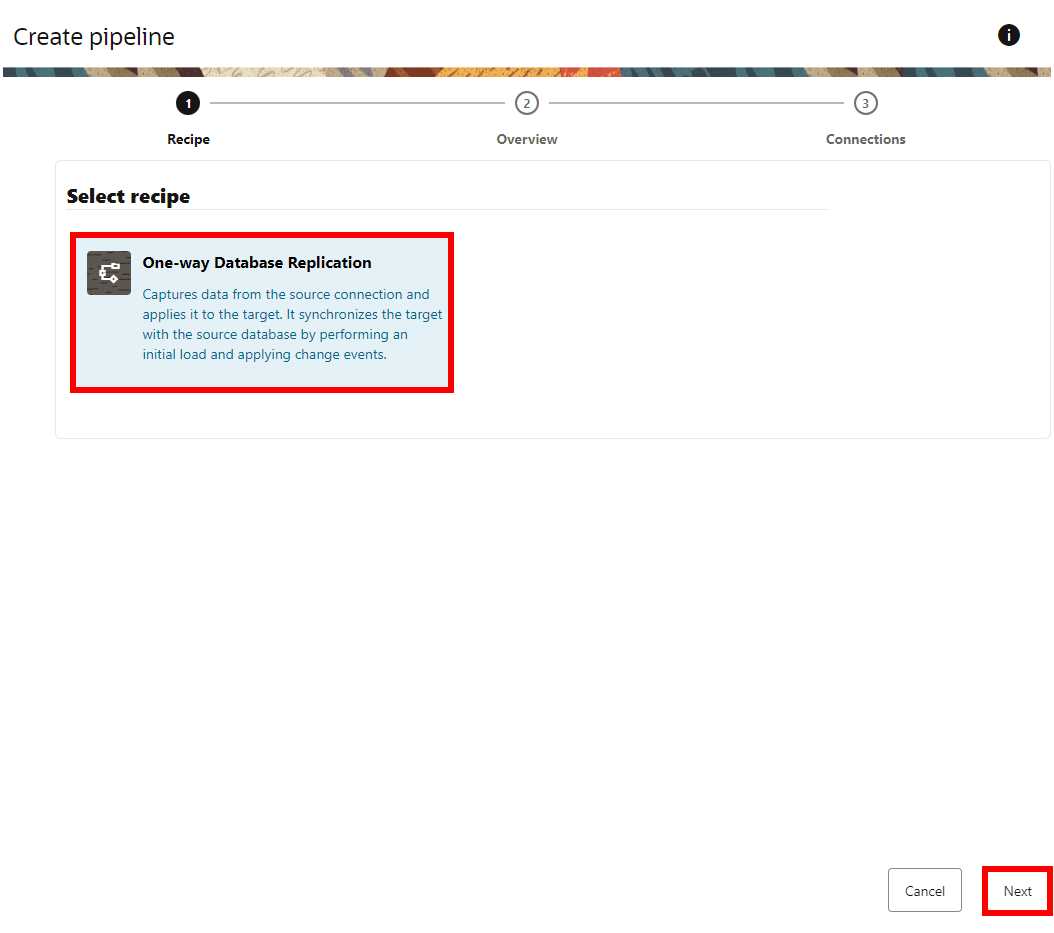 Create pipeline
i
1
2
3
Recipe
Overview
Connections
Select recipe
One-way Database Replication
Captures data from the source connection and
applies it to the target. It synchronizes the target
with the source database by performing an
initial load and applying change events.
Cancel
Next